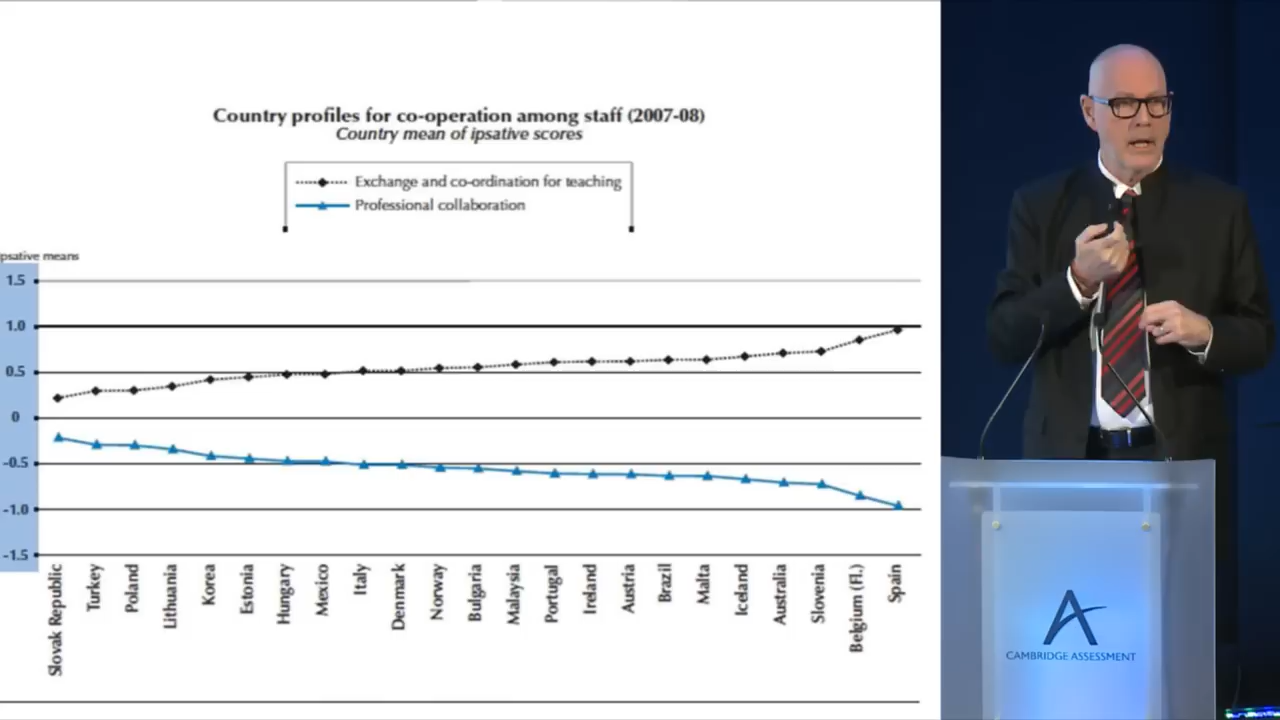 Country profiles for co-operation among staff (2007-08)
Country mean of ipsative scores
Exchange and co-ordination for teaching
Professional collaboration
psative means
1.5
1.0
0.5
0
-0.5
-1.0
-1.5
Slovak Republic
Turkey
Poland
Lithuania
Korea
Estonia
Hungary
Mexico
Italy
Denmark
Norway
Bulgaria
Malaysia
Portugal
Ireland
Austria
Brazil
Malta
Iceland
Australia
Slovenia
Belgium (Fl.)
Spain
CAMBRIDGE ASSESSMENT